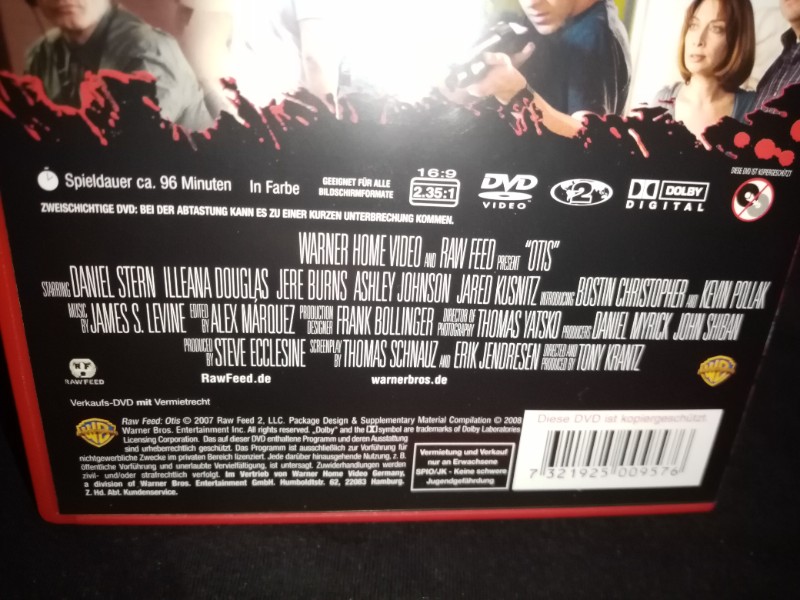 Spieldauer ca. 96 Minuten In Farbe GEEIGNET FÜR ALLE BILDSCHIRMFORMATE 16:9 2.35:1 DVD VIDEO 2 DOLBY DIGITAL DIESE DVD IST KOPIERGESCHÜTZT
ZWEISCHICHTIGE DVD: BEI DER ABTASTUNG KANN ES ZU EINER KURZEN UNTERBRECHUNG KOMMEN.
WARNER HOME VIDEO AND RAW FEED PRESENT "OTIS"
STARRING DANIEL STERN ILLEANA DOUGLAS JERE BURNS ASHLEY JOHNSON JARED KUSNITZ INTRODUCING BOSTIN CHRISTOPHER AND KEVIN POLLAK
MUSIC BY JAMES S. LEVINE EDITED BY ALEX MÁRQUEZ PRODUCTION DESIGNER FRANK BOLLINGER DIRECTOR OF PHOTOGRAPHY THOMAS YATSKO PRODUCERS DANIEL MYRICK JOHN SHIBAN
PRODUCED BY STEVE ECCLESINE SCREENPLAY BY THOMAS SCHNAUZ AND ERIK JENDRESEN DIRECTED AND PRODUCED BY TONY KRANTZ
RAW FEED
RawFeed.de warnerbros.de
WB
Verkaufs-DVD mit Vermietrecht
WB
Raw Feed: Otis © 2007 Raw Feed 2, LLC. Package Design & Supplementary Material Compilation © 2008
Warner Bros. Entertainment Inc. All rights reserved. „Dolby" and the symbol are trademarks of Dolby Laboratories
Licensing Corporation. Das auf dieser DVD enthaltene Programm und deren Ausstattung
sind urheberrechtlich geschützt. Das Programm ist ausschließlich zur Vorführung für
nichtgewerbliche Zwecke im privaten Bereich lizenziert. Jede darüber hinausgehende Nutzung, z. B.
öffentliche Vorführung und unerlaubte Vervielfältigung, ist untersagt. Zuwiderhandlungen werden
zivil- und/oder strafrechtlich verfolgt. Im Vertrieb von Warner Home Video Germany,
a division of Warner Bros. Entertainment GmbH. Humboldtstr. 62, 22083 Hamburg.
Z. Hd. Abt. Kundenservice.
Vermietung und Verkauf
nur an Erwachsene
SPIO/JK - Keine schwere
Jugendgefährdung
Diese DVD ist kopiergeschützt.
7 321925 009576